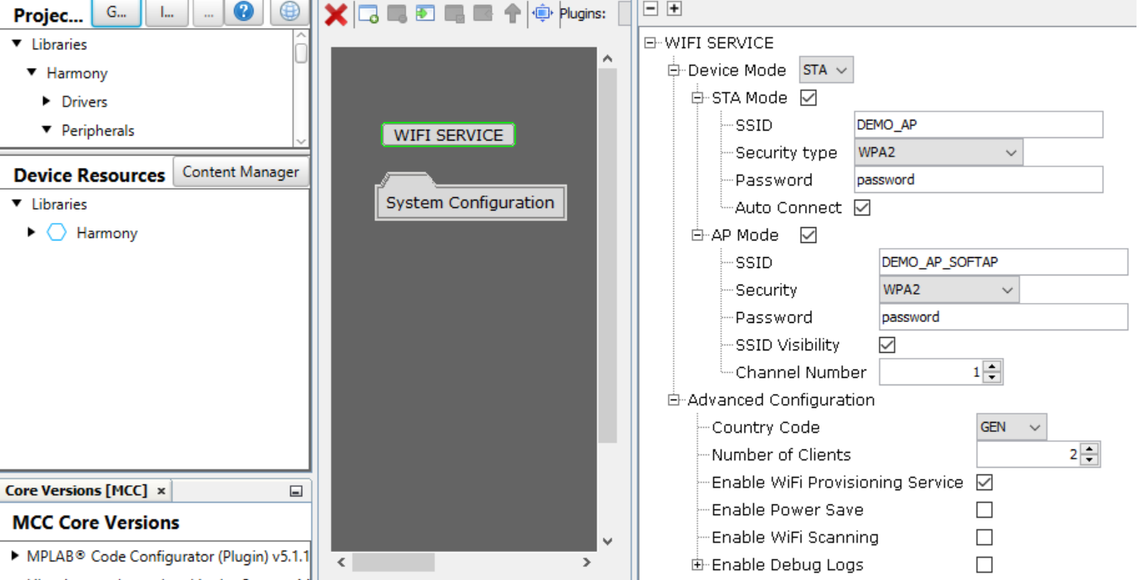 Projec...
G...
I...
...
?
Libraries
Harmony
Drivers
Peripherals
Device Resources
Content Manager
Libraries
Harmony
Core Versions [MCC] ×
MCC Core Versions
MPLAB® Code Configurator (Plugin) v5.1.1
Plugins:
WIFI SERVICE
System Configuration
WIFI SERVICE
Device Mode STA
STA Mode
SSID DEMO_AP
Security type WPA2
Password password
Auto Connect
AP Mode
SSID DEMO_AP_SOFTAP
Security WPA2
Password password
SSID Visibility
Channel Number 1
Advanced Configuration
Country Code GEN
Number of Clients 2
Enable WiFi Provisioning Service
Enable Power Save
Enable WiFi Scanning
Enable Debug Logs